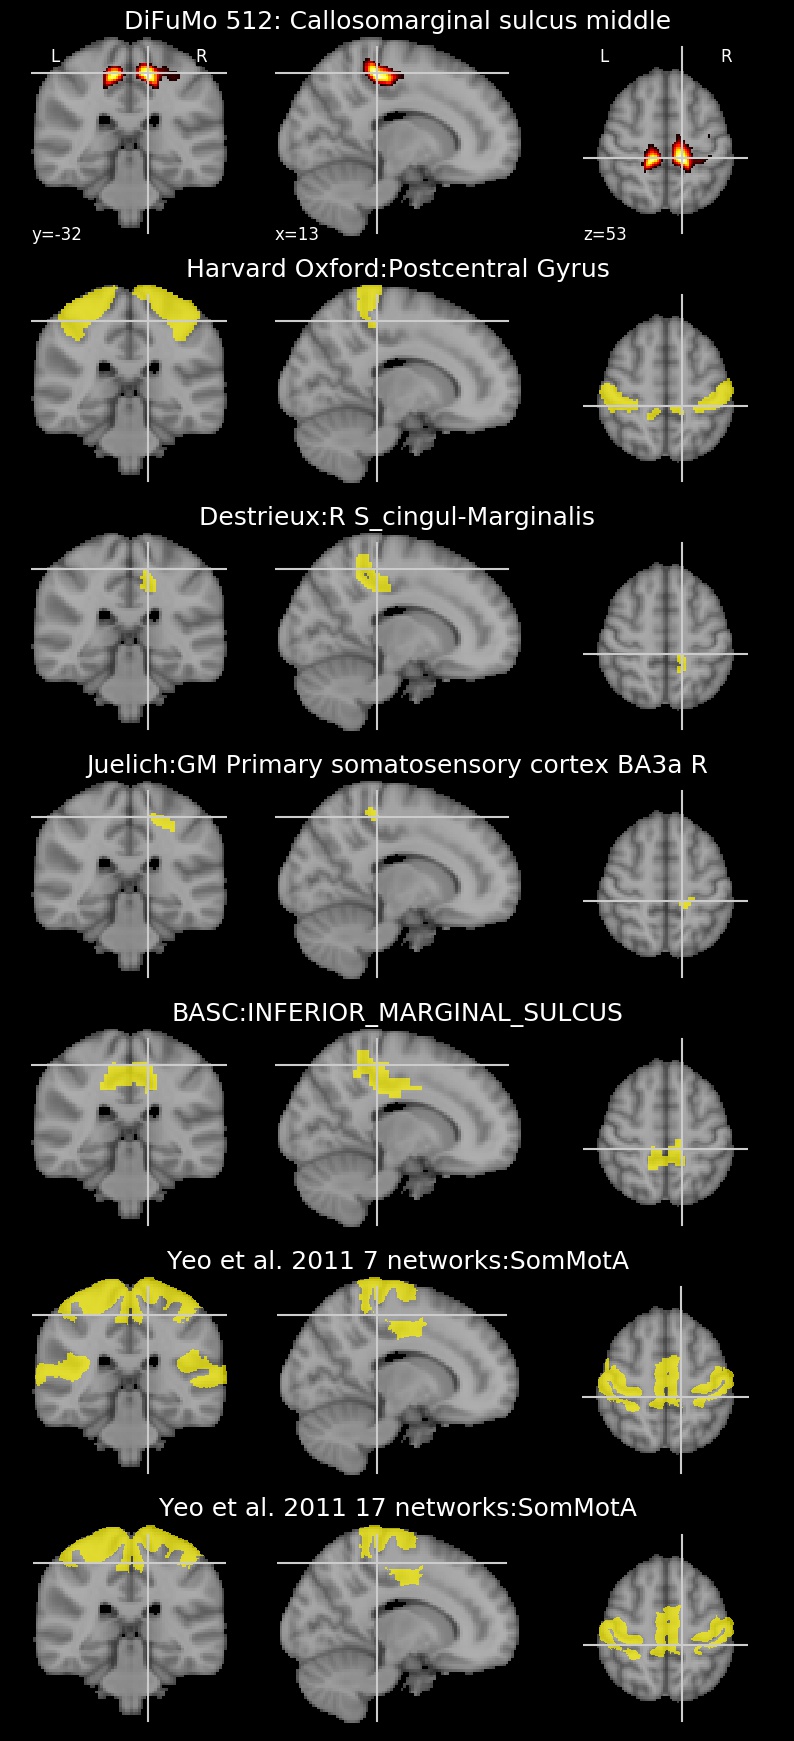 DiFuMo 512: Callosomarginal sulcus middle
L R L R
y=-32 x=13 z=53
Harvard Oxford:Postcentral Gyrus
Destrieux:R S_cingul-Marginalis
Juelich:GM Primary somatosensory cortex BA3a R
BASC:INFERIOR_MARGINAL_SULCUS
Yeo et al. 2011 7 networks:SomMotA
Yeo et al. 2011 17 networks:SomMotA